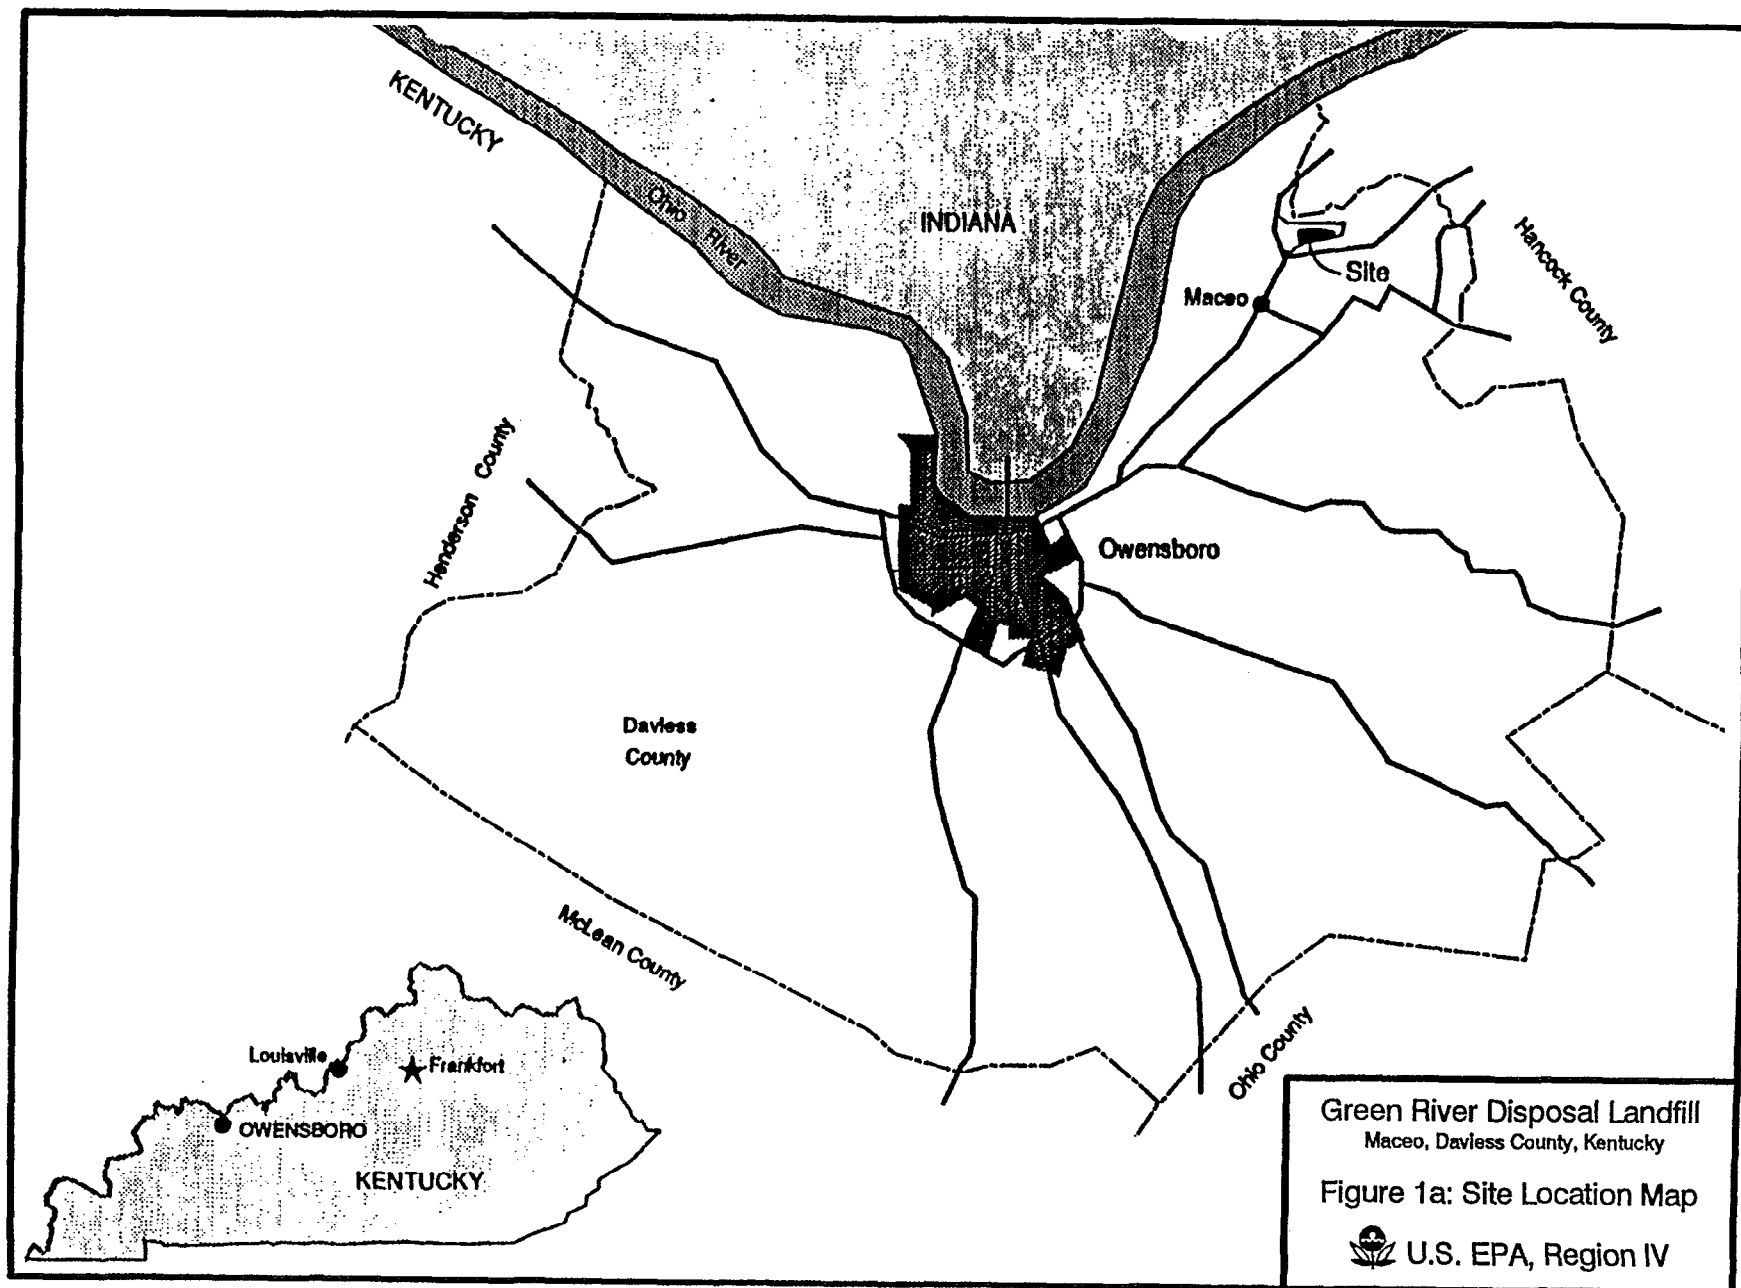 KENTUCKY
Ohio River
INDIANA
Hancock County
Site
Maceo
Henderson County
Owensboro
Daviess
County
McLean County
Ohio County
Louisville
Frankfort
OWENSBORO
KENTUCKY
Green River Disposal Landfill
Maceo, Daviess County, Kentucky
Figure 1a: Site Location Map
U.S. EPA, Region IV